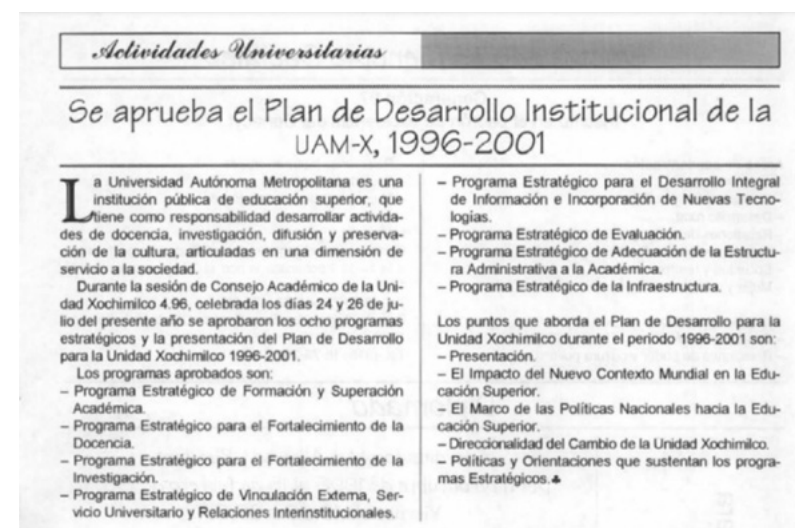 Actividades Universitarias
Se aprueba el Plan de Desarrollo Institucional de la
UAM-X, 1996-2001
La Universidad Autónoma Metropolitana es una
institución pública de educación superior, que
tiene como responsabilidad desarrollar activida-
des de docencia, investigación, difusión y preserva-
ción de la cultura, articuladas en una dimensión de
servicio a la sociedad.
Durante la sesión de Consejo Académico de la Uni-
dad Xochimilco 4.96, celebrada los días 24 y 26 de ju-
lio del presente año se aprobaron los ocho programas
estratégicos y la presentación del Plan de Desarrollo
para la Unidad Xochimilco 1996-2001.
Los programas aprobados son:
– Programa Estratégico de Formación y Superación
Académica.
– Programa Estratégico para el Fortalecimiento de la
Docencia.
– Programa Estratégico para el Fortalecimiento de la
Investigación.
– Programa Estratégico de Vinculación Externa, Ser-
vicio Universitario y Relaciones Interinstitucionales.
– Programa Estratégico para el Desarrollo Integral
de Información e Incorporación de Nuevas Tecno-
logías.
– Programa Estratégico de Evaluación.
– Programa Estratégico de Adecuación de la Estructu-
ra Administrativa a la Académica.
– Programa Estratégico de la Infraestructura.
Los puntos que aborda el Plan de Desarrollo para la
Unidad Xochimilco durante el periodo 1996-2001 son:
– Presentación.
– El Impacto del Nuevo Contexto Mundial en la Edu-
cación Superior.
– El Marco de las Políticas Nacionales hacia la Edu-
cación Superior.
– Direccionalidad del Cambio de la Unidad Xochimilco.
– Políticas y Orientaciones que sustentan los progra-
mas Estratégicos.♣